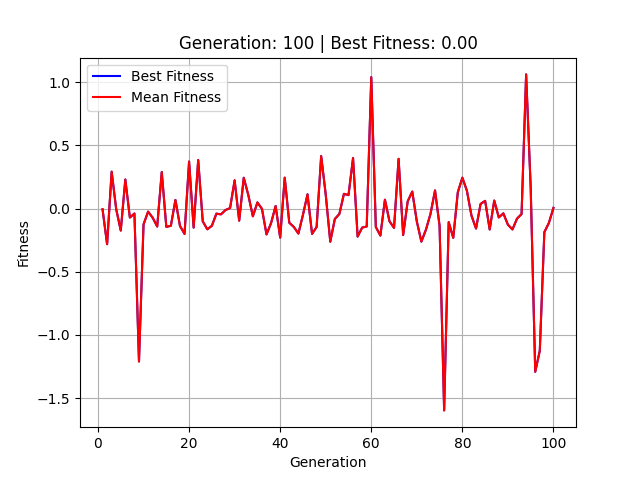 Generation: 100 | Best Fitness: 0.00
Best Fitness
Mean Fitness
1.0
0.5
0.0
−0.5
−1.0
−1.5
Fitness
0 20 40 60 80 100
Generation